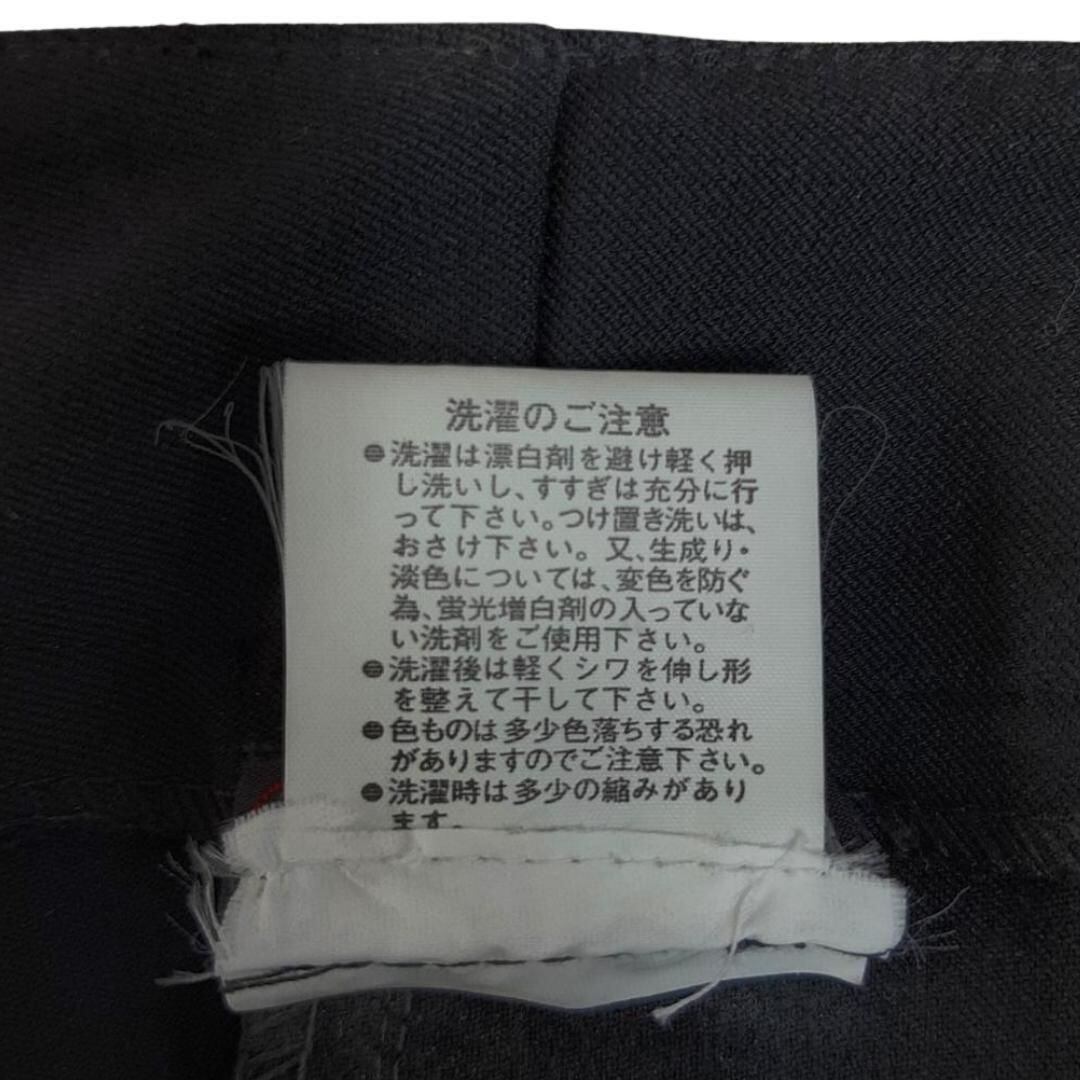 洗濯のご注意
●洗濯は漂白剤を避け軽く押
し洗いし、すすぎは充分に行
って下さい。つけ置き洗いは、
おさけ下さい。又、生成り・
淡色については、変色を防ぐ
為、蛍光増白剤の入っていな
い洗剤をご使用下さい。
●洗濯後は軽くシワを伸し形
を整えて干して下さい。
●色ものは多少色落ちする恐れ
がありますのでご注意下さい。
●洗濯時は多少の縮みがあり
ます。